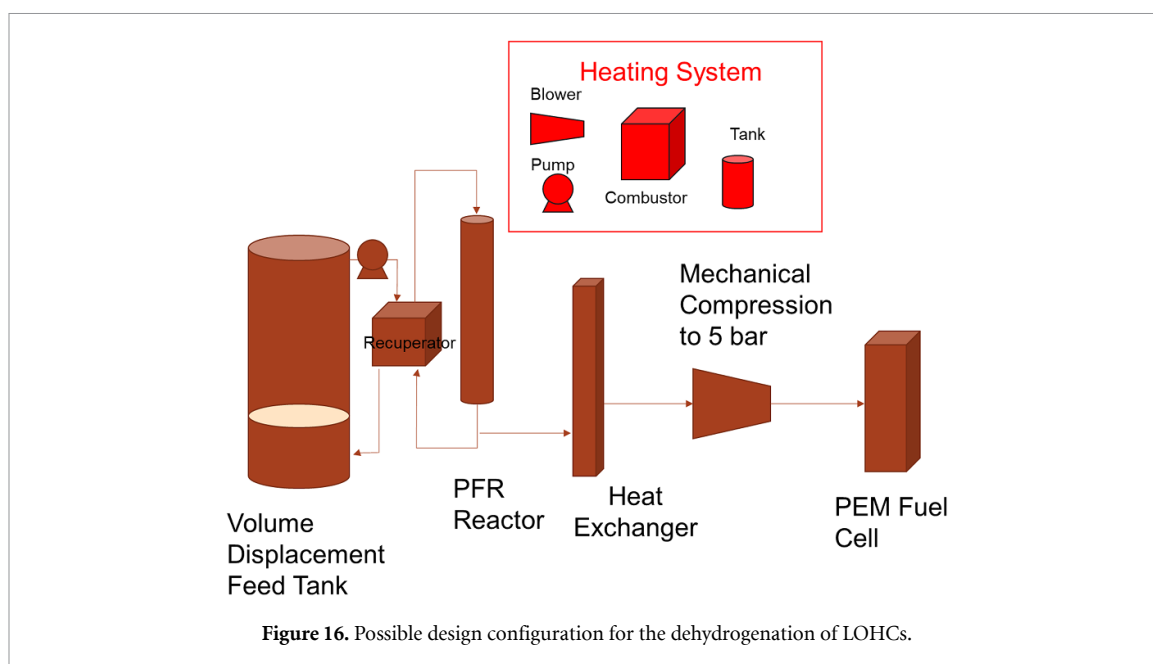 Heating System
Blower
Tank
Pump
Combustor
Mechanical
Compression
to 5 bar
Recuperator
PFR
Reactor
Heat
Exchanger
PEM Fuel
Cell
Volume
Displacement
Feed Tank
Figure 16. Possible design configuration for the dehydrogenation of LOHCs.